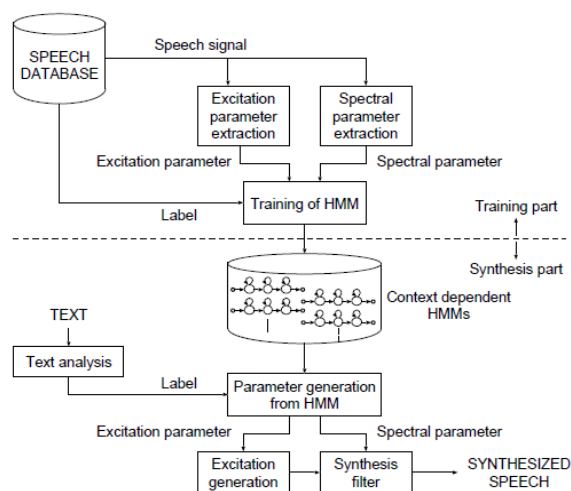 SPEECH
DATABASE
Speech signal
Excitation
parameter
extraction
Spectral
parameter
extraction
Excitation parameter
Spectral parameter
Training of HMM
Label
Training part
Synthesis part
Context dependent
HMMs
TEXT
Text analysis
Label
Parameter generation
from HMM
Excitation parameter
Spectral parameter
Excitation
generation
Synthesis
filter
SYNTHESIZED
SPEECH